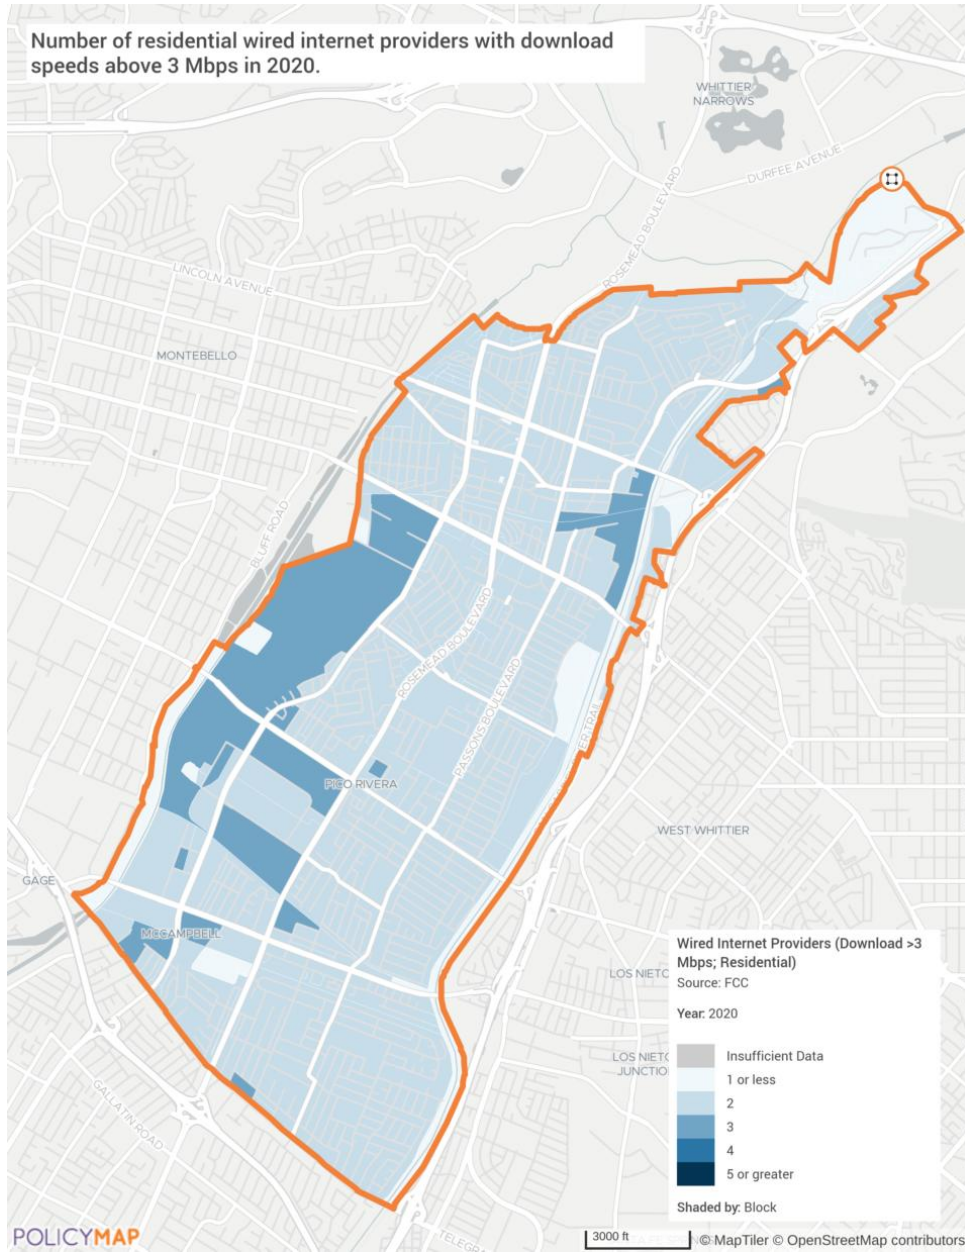 Number of residential wired internet providers with download
speeds above 3 Mbps in 2020.
WHITTIER
NARROWS
DURFEE AVENUE
ROSEMEAD BOULEVARD
LINCOLN AVENUE
MONTEBELLO
BLUFF ROAD
ROSEMEAD BOULEVARD
PASSONS BOULEVARD
TRAIL
PICO RIVERA
WEST WHITTIER
GAGE
MCCAMPBELL
LOS NIETO
LOS NIETO
JUNCTIO
GALLATIN ROAD
TELEGRA
Wired Internet Providers (Download >3
Mbps; Residential)
Source: FCC
Year: 2020
Insufficient Data
1 or less
2
3
4
5 or greater
Shaded by: Block
POLICYMAP
3000 ft
© MapTiler © OpenStreetMap contributors